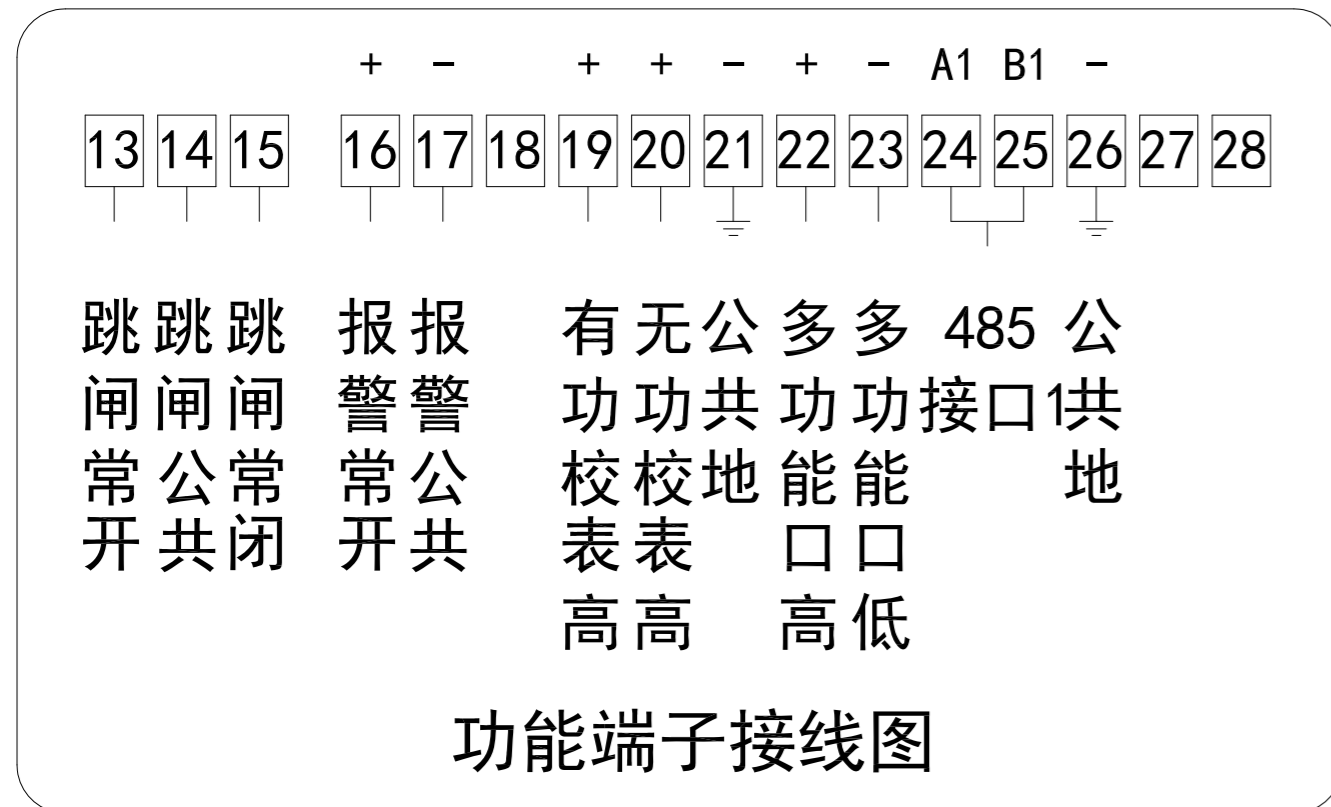 + - + + - + - A1 B1 -
13 14 15 16 17 18 19 20 21 22 23 24 25 26 27 28
跳闸常开
跳闸公共
跳闸常闭
报警常开
报警公共
有功校表高
无功校表高
公共地
多功能口高
多功能口低
485
接口1
公共地
功能端子接线图